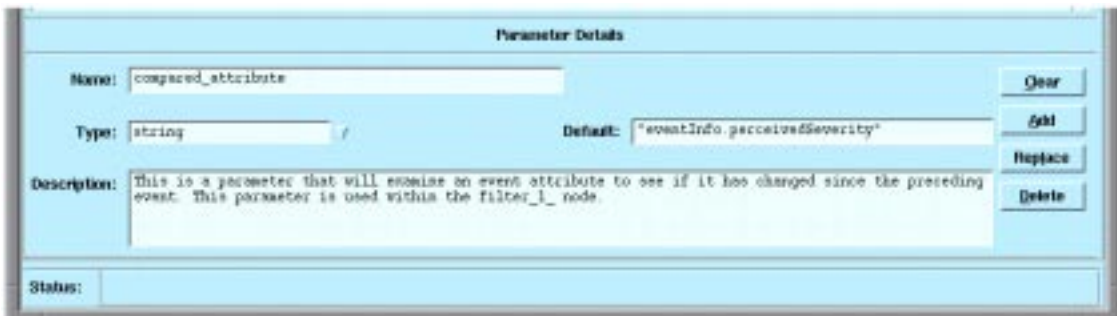 Parameter Details
Name: compared_attribute
Clear
Type: string /
Default: "eventInfo.perceivedSeverity"
Add
Replace
Description: This is a parameter that will examine an event attribute to see if it has changed since the preceding
event. This parameter is used within the filter_1_ node.
Delete
Status: